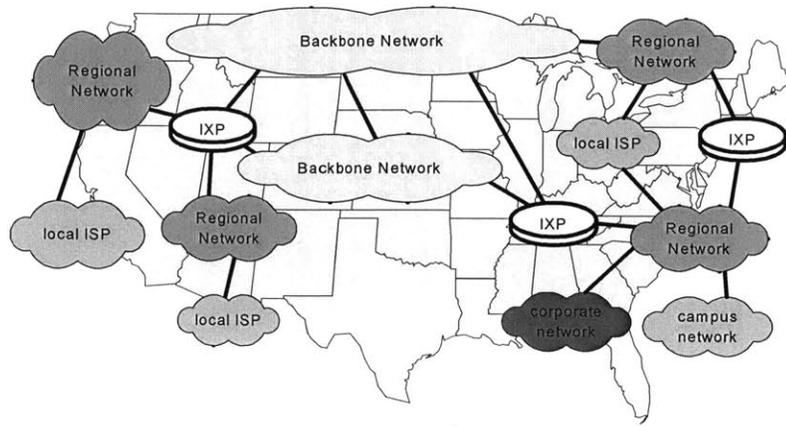 Backbone Network
Regional
Network
Regional
Network
IXP
local ISP
IXP
Backbone Network
local ISP
Regional
Network
IXP
Regional
Network
local ISP
corporate
network
campus
network